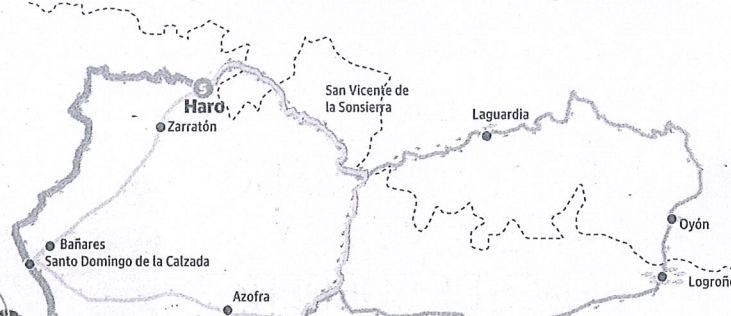 San Vicente de
la Sonsierra
S
Haro
Laguardia
Zarratón
Oyón
Bañares
Santo Domingo de la Calzada
Azofra